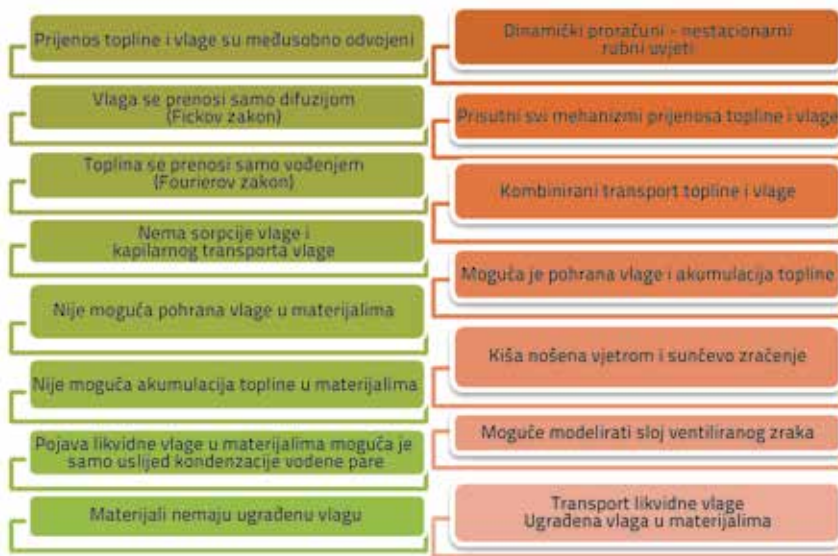 Prijenos topline i vlage su međusobno odvojeni
Vlaga se prenosi samo difuzijom
(Fickov zakon)
Toplina se prenosi samo vođenjem
(Fourierov zakon)
Nema sorpcije vlage i
kapilarnog transporta vlage
Nije moguća pohrana vlage u materijalima
Nije moguća akumulacija topline u materijalima
Pojava likvidne vlage u materijalima moguća je
samo uslijed kondenzacije vodene pare
Materijali nemaju ugrađenu vlagu
Dinamički proračuni - nestacionarni
rubni uvjeti
Prisutni svi mehanizmi prijenosa topline i vlage
Kombinirani transport topline i vlage
Moguća je pohrana vlage i akumulacija topline
Kiša nošena vjetrom i sunčevo zračenje
Moguće modelirati sloj ventiliranog zraka
Transport likvidne vlage
Ugrađena vlaga u materijalima